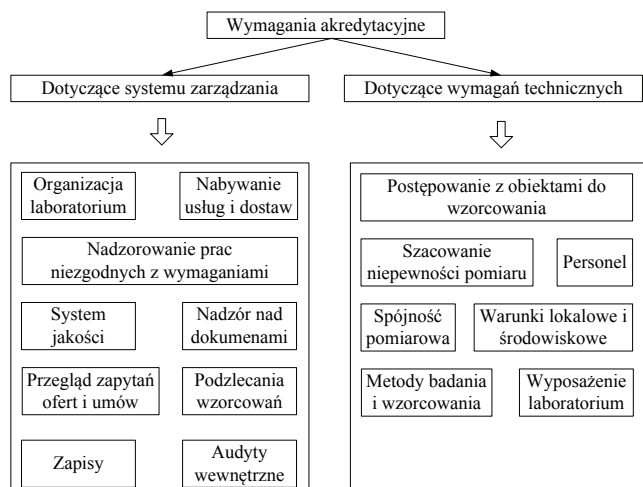 Wymagania akredytacyjne
Dotyczące systemu zarządzania
Dotyczące wymagań technicznych
Organizacja
laboratorium
Nabywanie
usług i dostaw
Nadzorowanie prac
niezgodnych z wymaganiami
System
jakości
Nadzór nad
dokumenami
Przegląd zapytań
ofert i umów
Podzlecania
wzorcowań
Zapisy
Audyty
wewnętrzne
Postępowanie z obiektami do
wzorcowania
Szacowanie
niepewności pomiaru
Personel
Spójność
pomiarowa
Warunki lokalowe i
środowiskowe
Metody badania
i wzorcowania
Wyposażenie
laboratorium